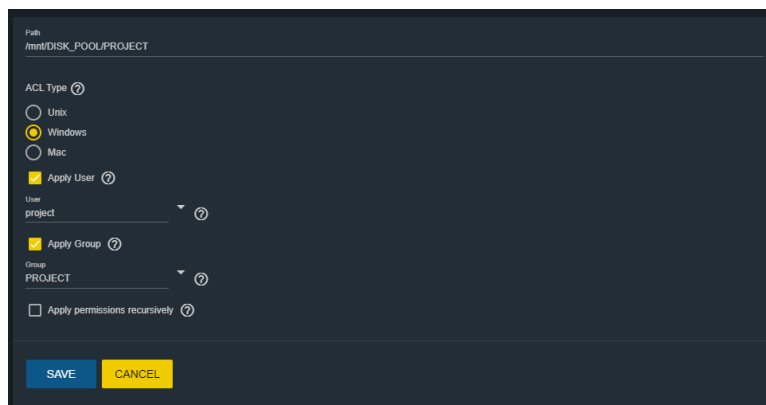 Path
/mnt/DISK_POOL/PROJECT
ACL Type ?
Unix
Windows
Mac
Apply User ?
User
project ?
Apply Group ?
Group
PROJECT ?
Apply permissions recursively ?
SAVE CANCEL